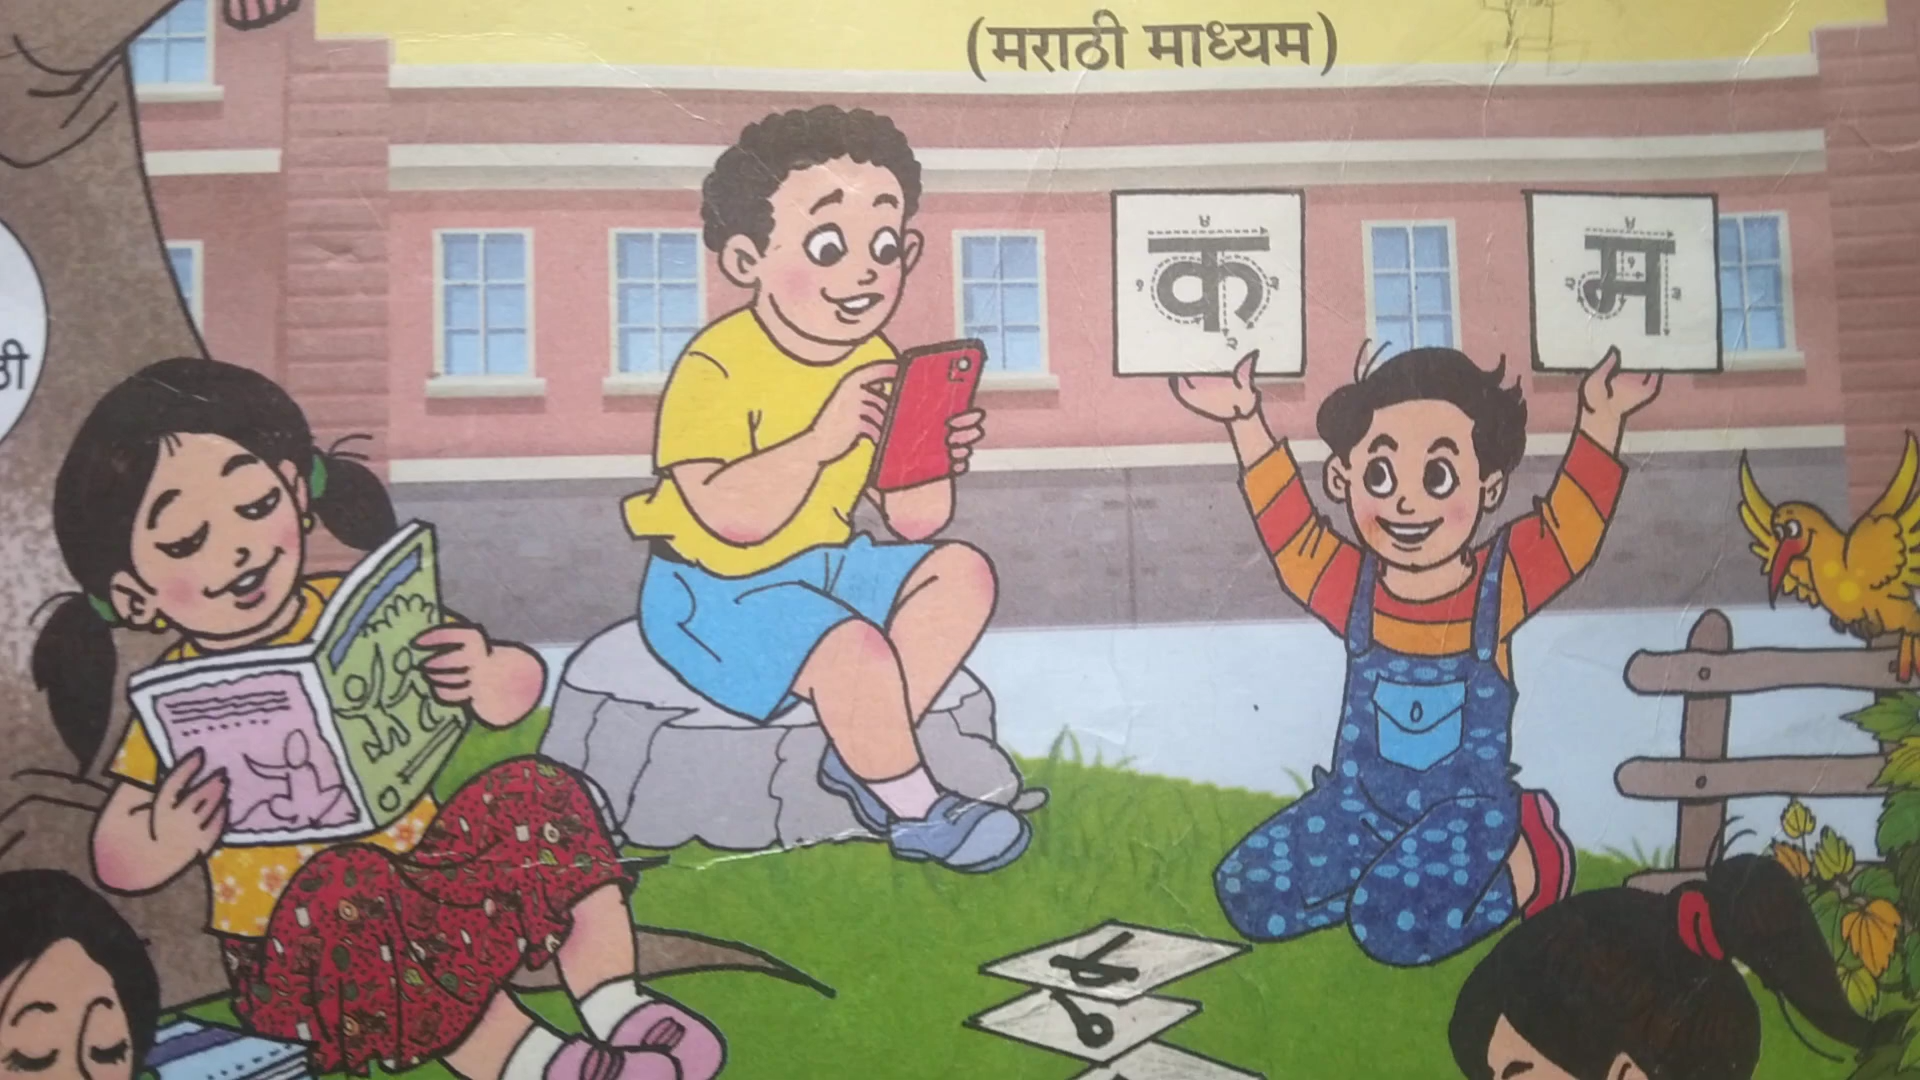 (मराठी माध्यम)
क
म
ठी